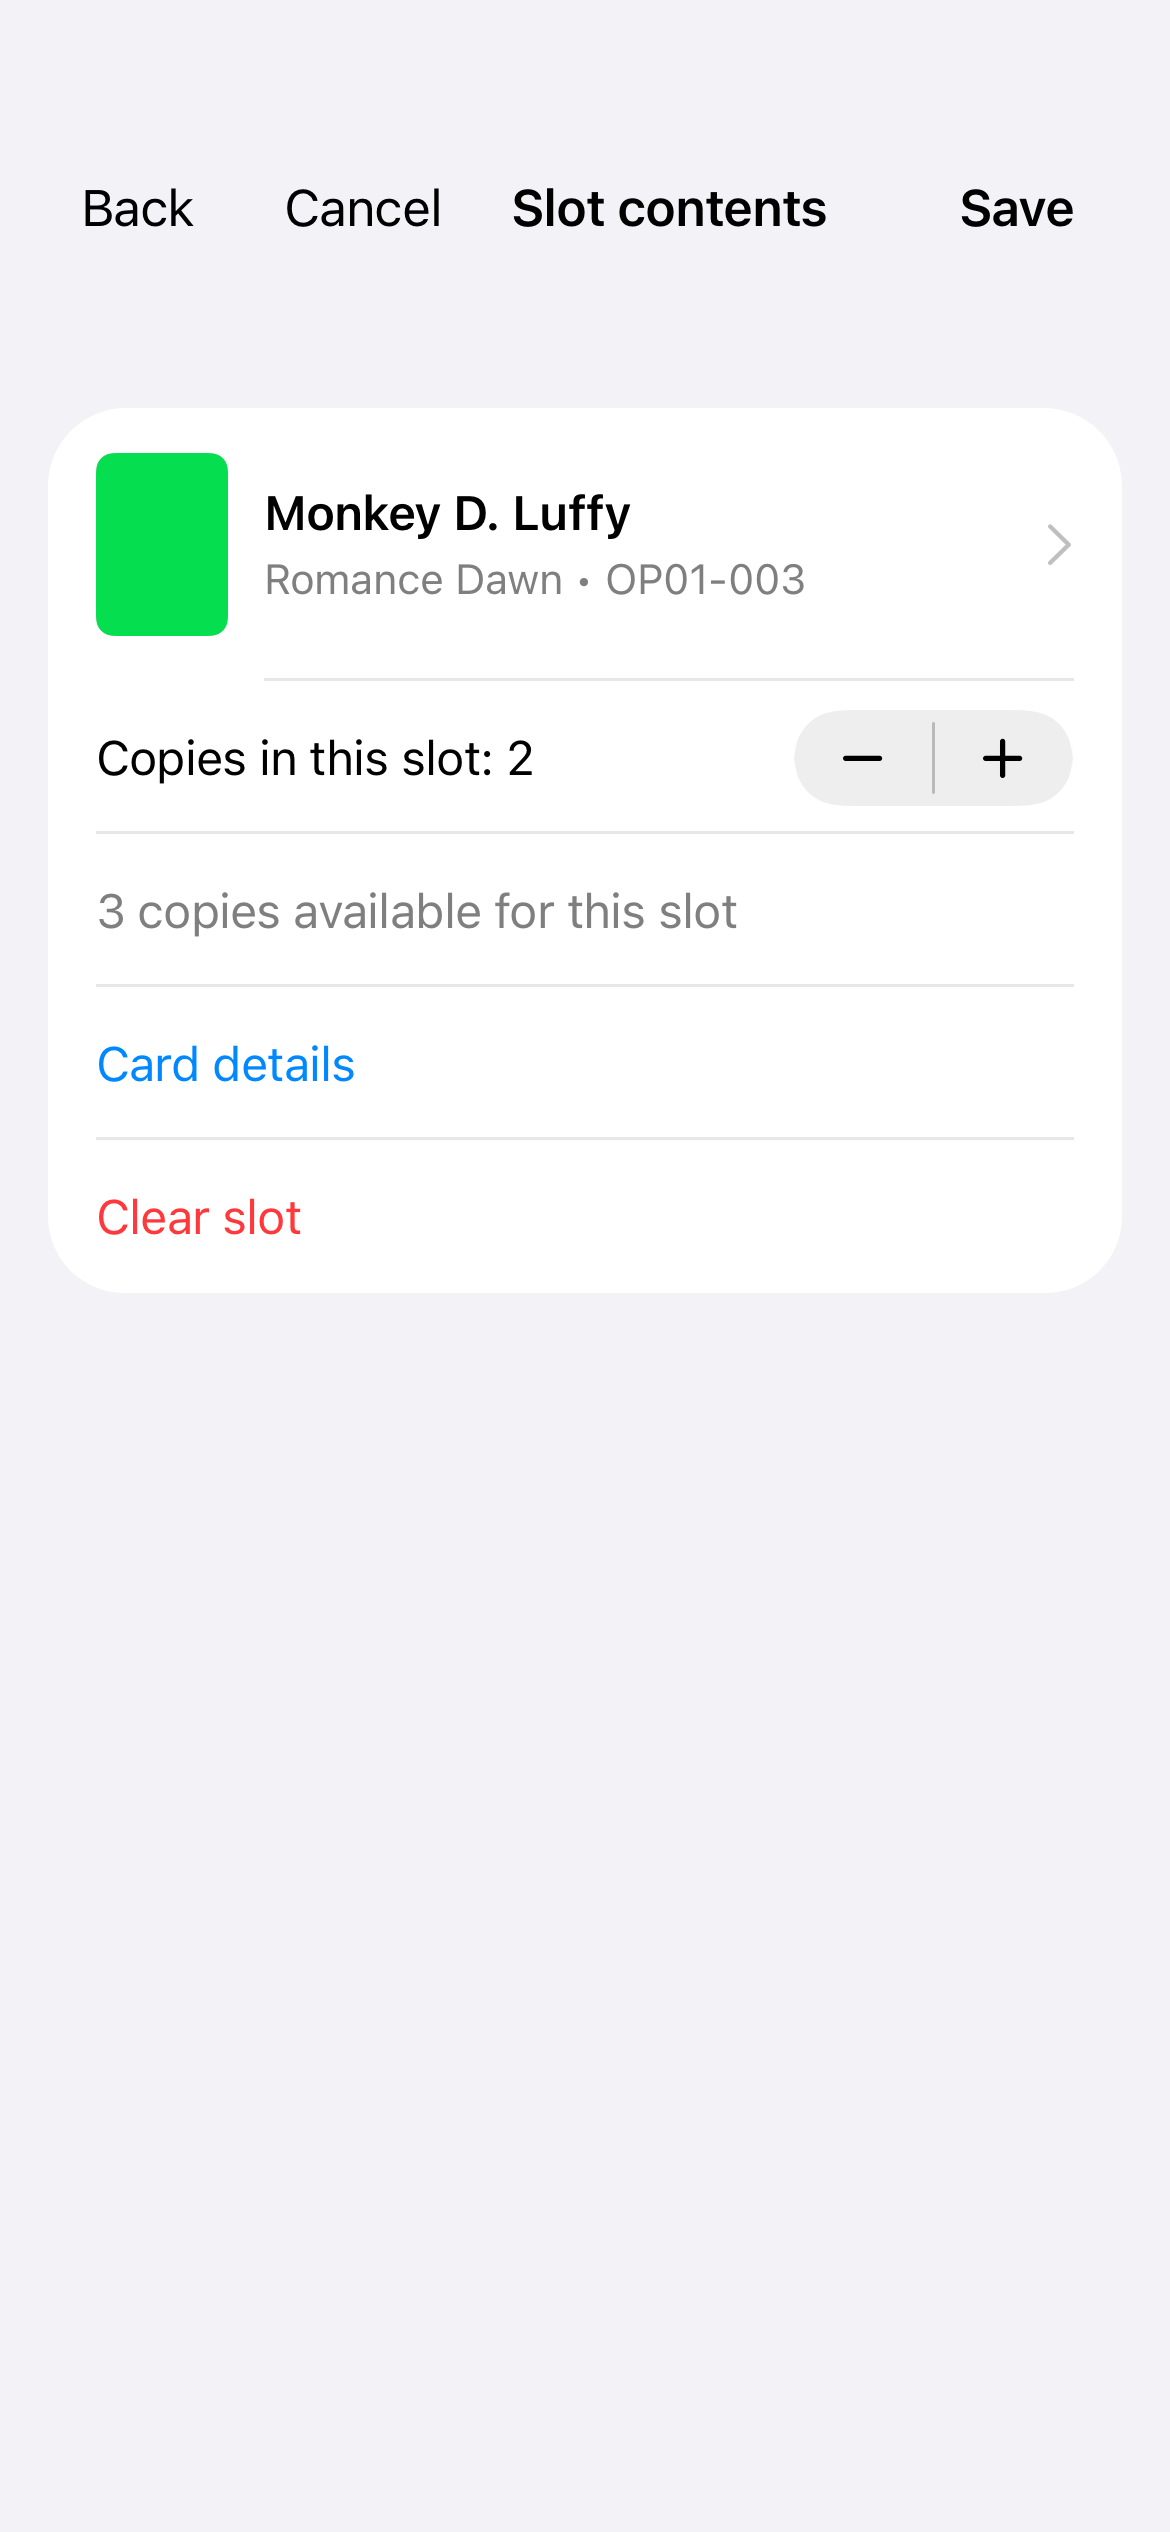 Back Cancel Slot contents Save
Monkey D. Luffy
Romance Dawn • OP01-003
Copies in this slot: 2
3 copies available for this slot
Card details
Clear slot